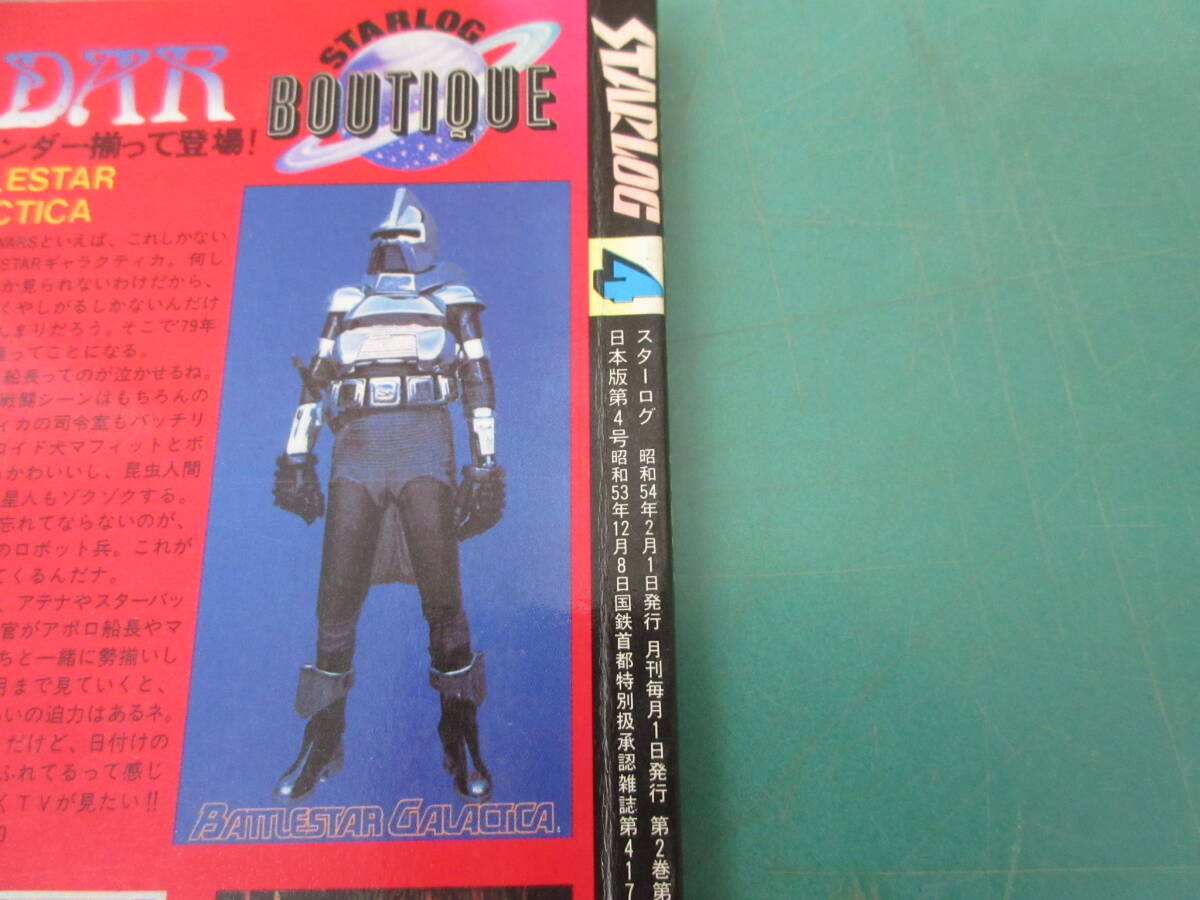 DAR
STARLOG
BOUTIQUE
ンダー揃って登場!
LESTAR
CTICA
WARSといえば、これしかない
STARギャラクティカ。何し
か見られないわけだから、
くやしがるしかないんだけ
んまりだろう。そこで'79年
ってことになる。
船長ってのが泣かせるね。
戦闘シーンはもちろんの
ィカの司令室もバッチリ
ロイド犬マフィットとボ
かわいいし、昆虫人間
星人もゾクゾクする。
忘れてならないのが、
のロボット兵。これが
てくるんだナ。
、アテナやスターバッ
官がアポロ船長やマ
ちと一緒に勢揃いし
月まで見ていくと、
いの迫力はあるネ。
だけど、日付けの
ふれてるって感じ
くTVが見たい!!
BATTLESTAR GALACTICA
STARLOG
4
スターログ 昭和54年2月1日発行 月刊毎月1日発行 第2巻第
日本版第4号昭和53年12月8日国鉄首都特別扱承認雑誌第417